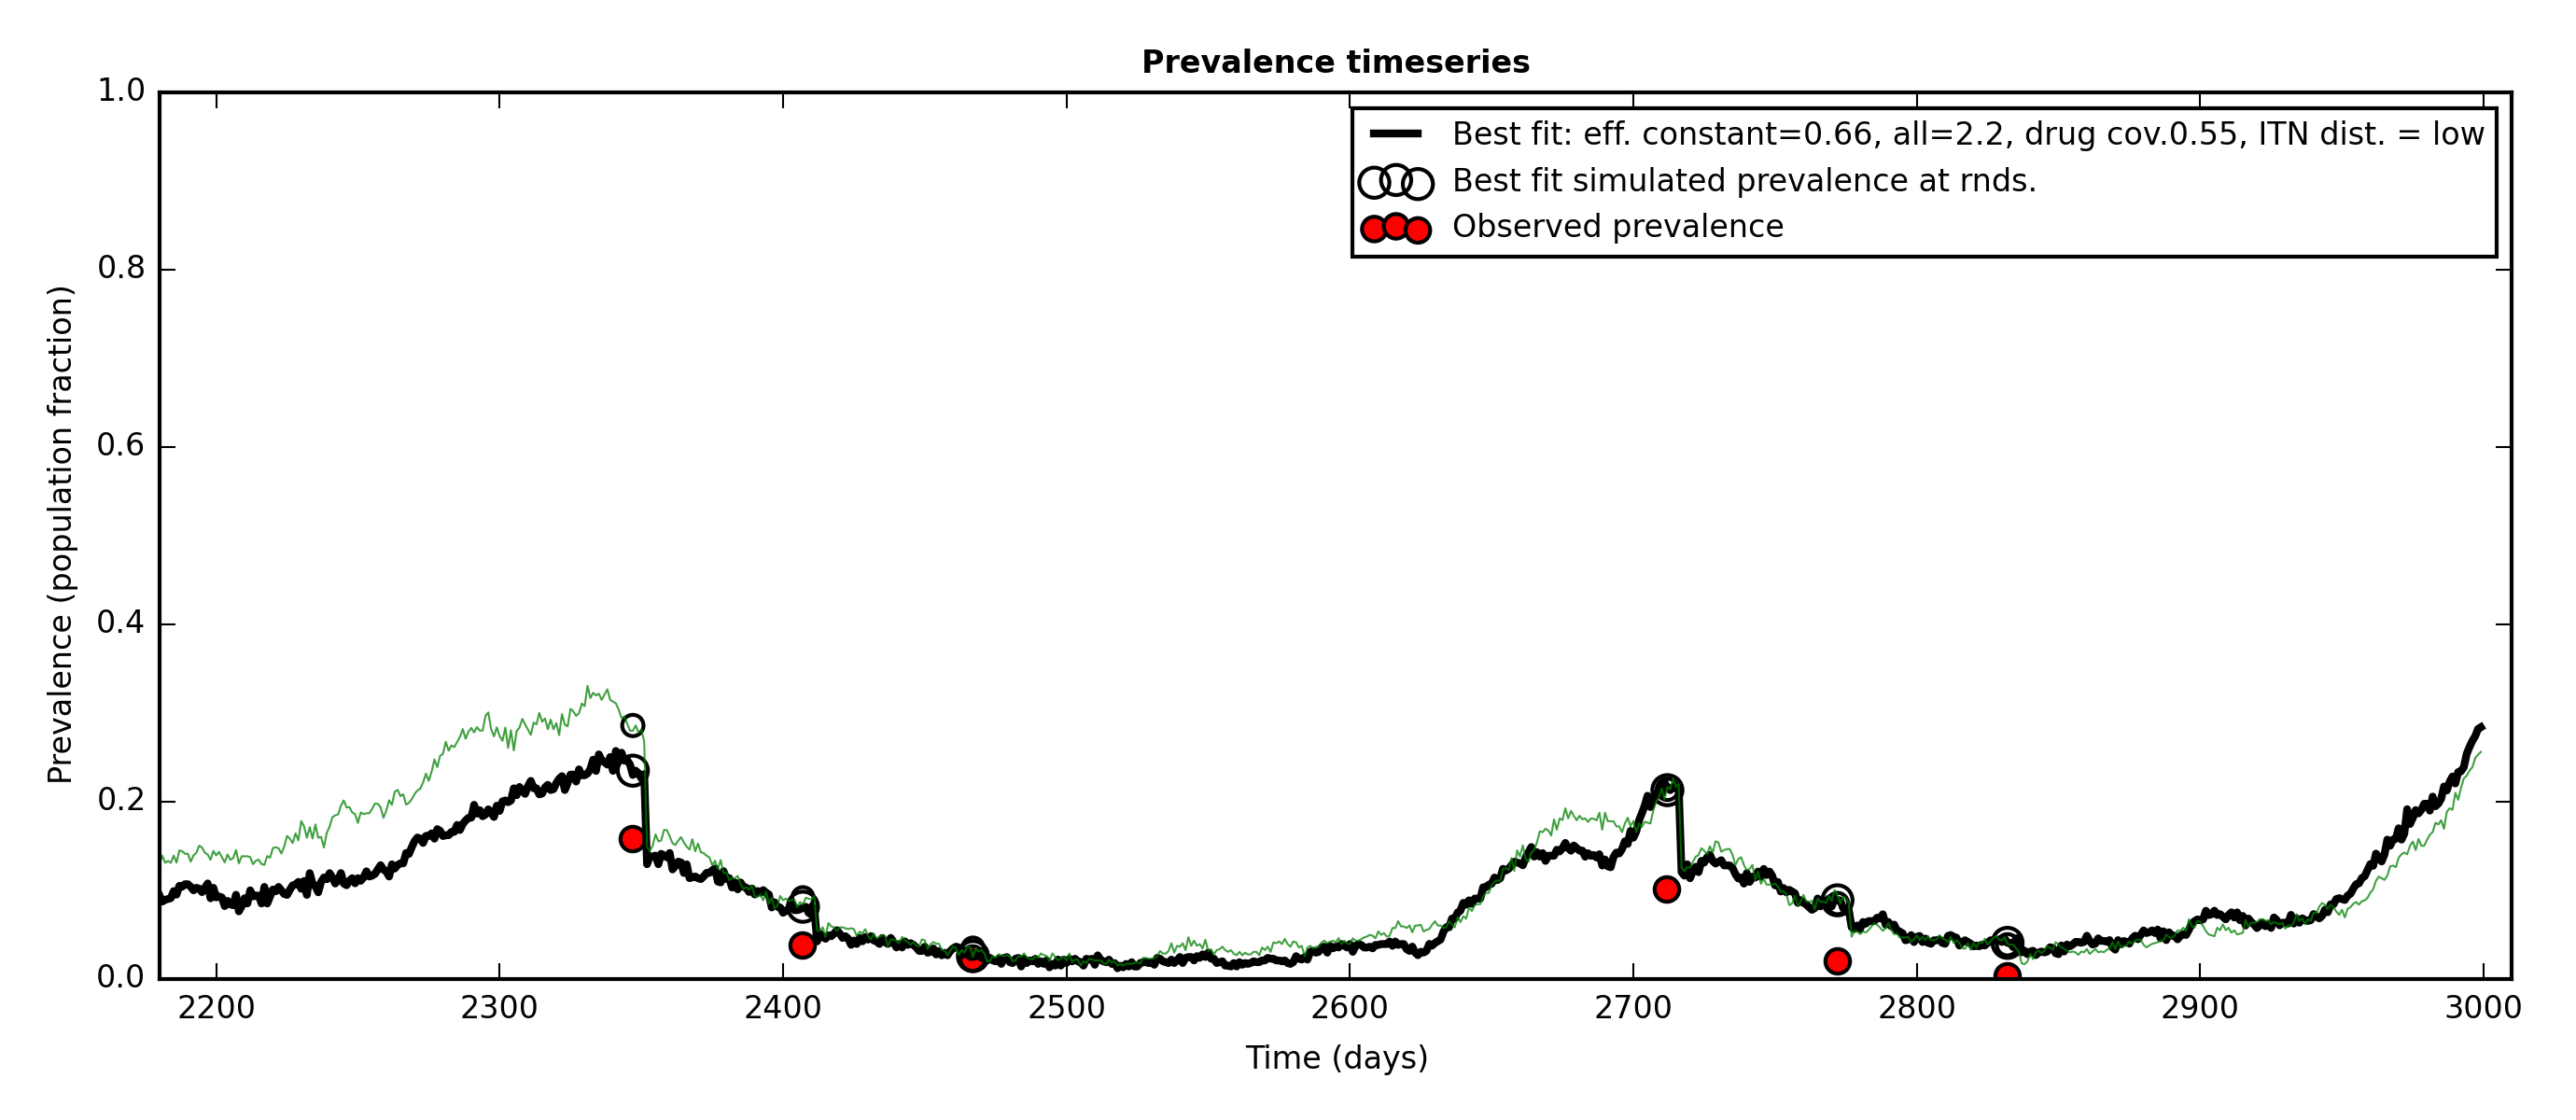 Prevalence timeseries
1.0
0.8
0.6
0.4
0.2
0.0
Prevalence (population fraction)
Best fit: eff. constant=0.66, all=2.2, drug cov.0.55, ITN dist. = low
Best fit simulated prevalence at rnds.
Observed prevalence
2200 2300 2400 2500 2600 2700 2800 2900 3000
Time (days)